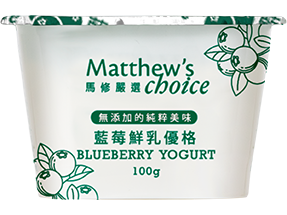 Matthew's
馬修嚴選 choice
無添加的純粹美味
藍莓鮮乳優格
BLUEBERRY YOGURT
100g